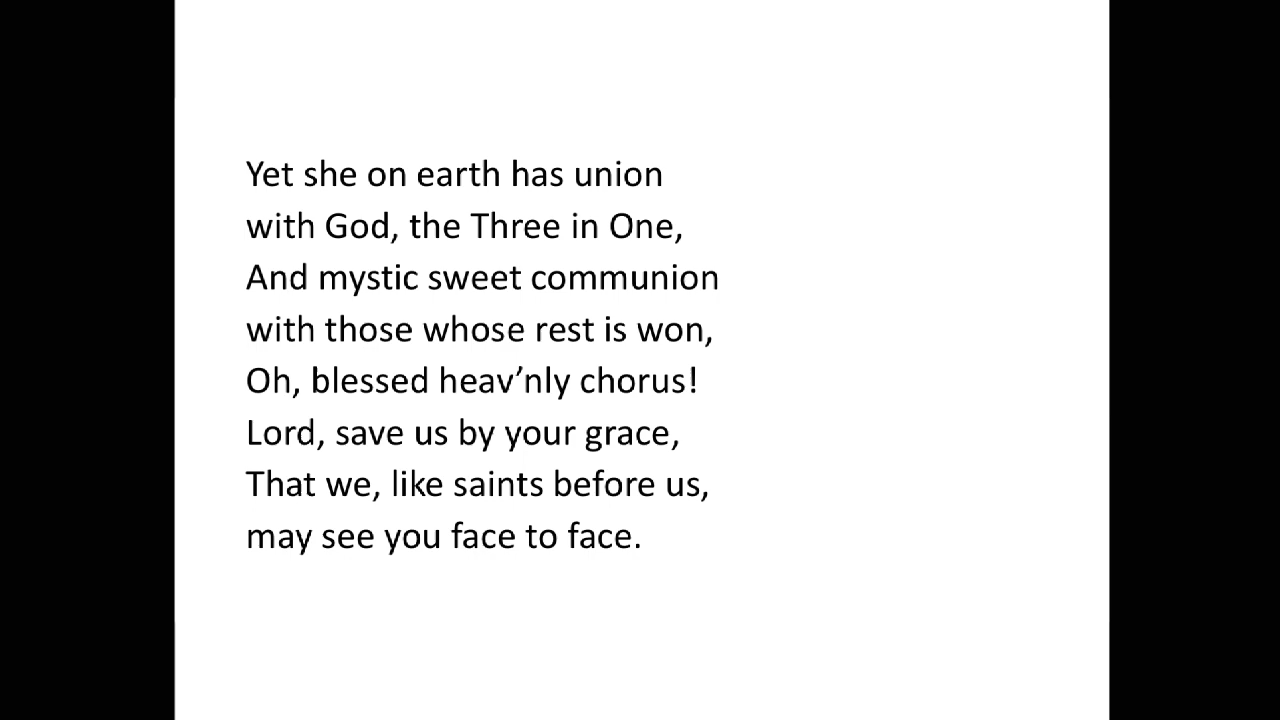 Yet she on earth has union
with God, the Three in One,
And mystic sweet communion
with those whose rest is won,
Oh, blessed heav’nly chorus!
Lord, save us by your grace,
That we, like saints before us,
may see you face to face.